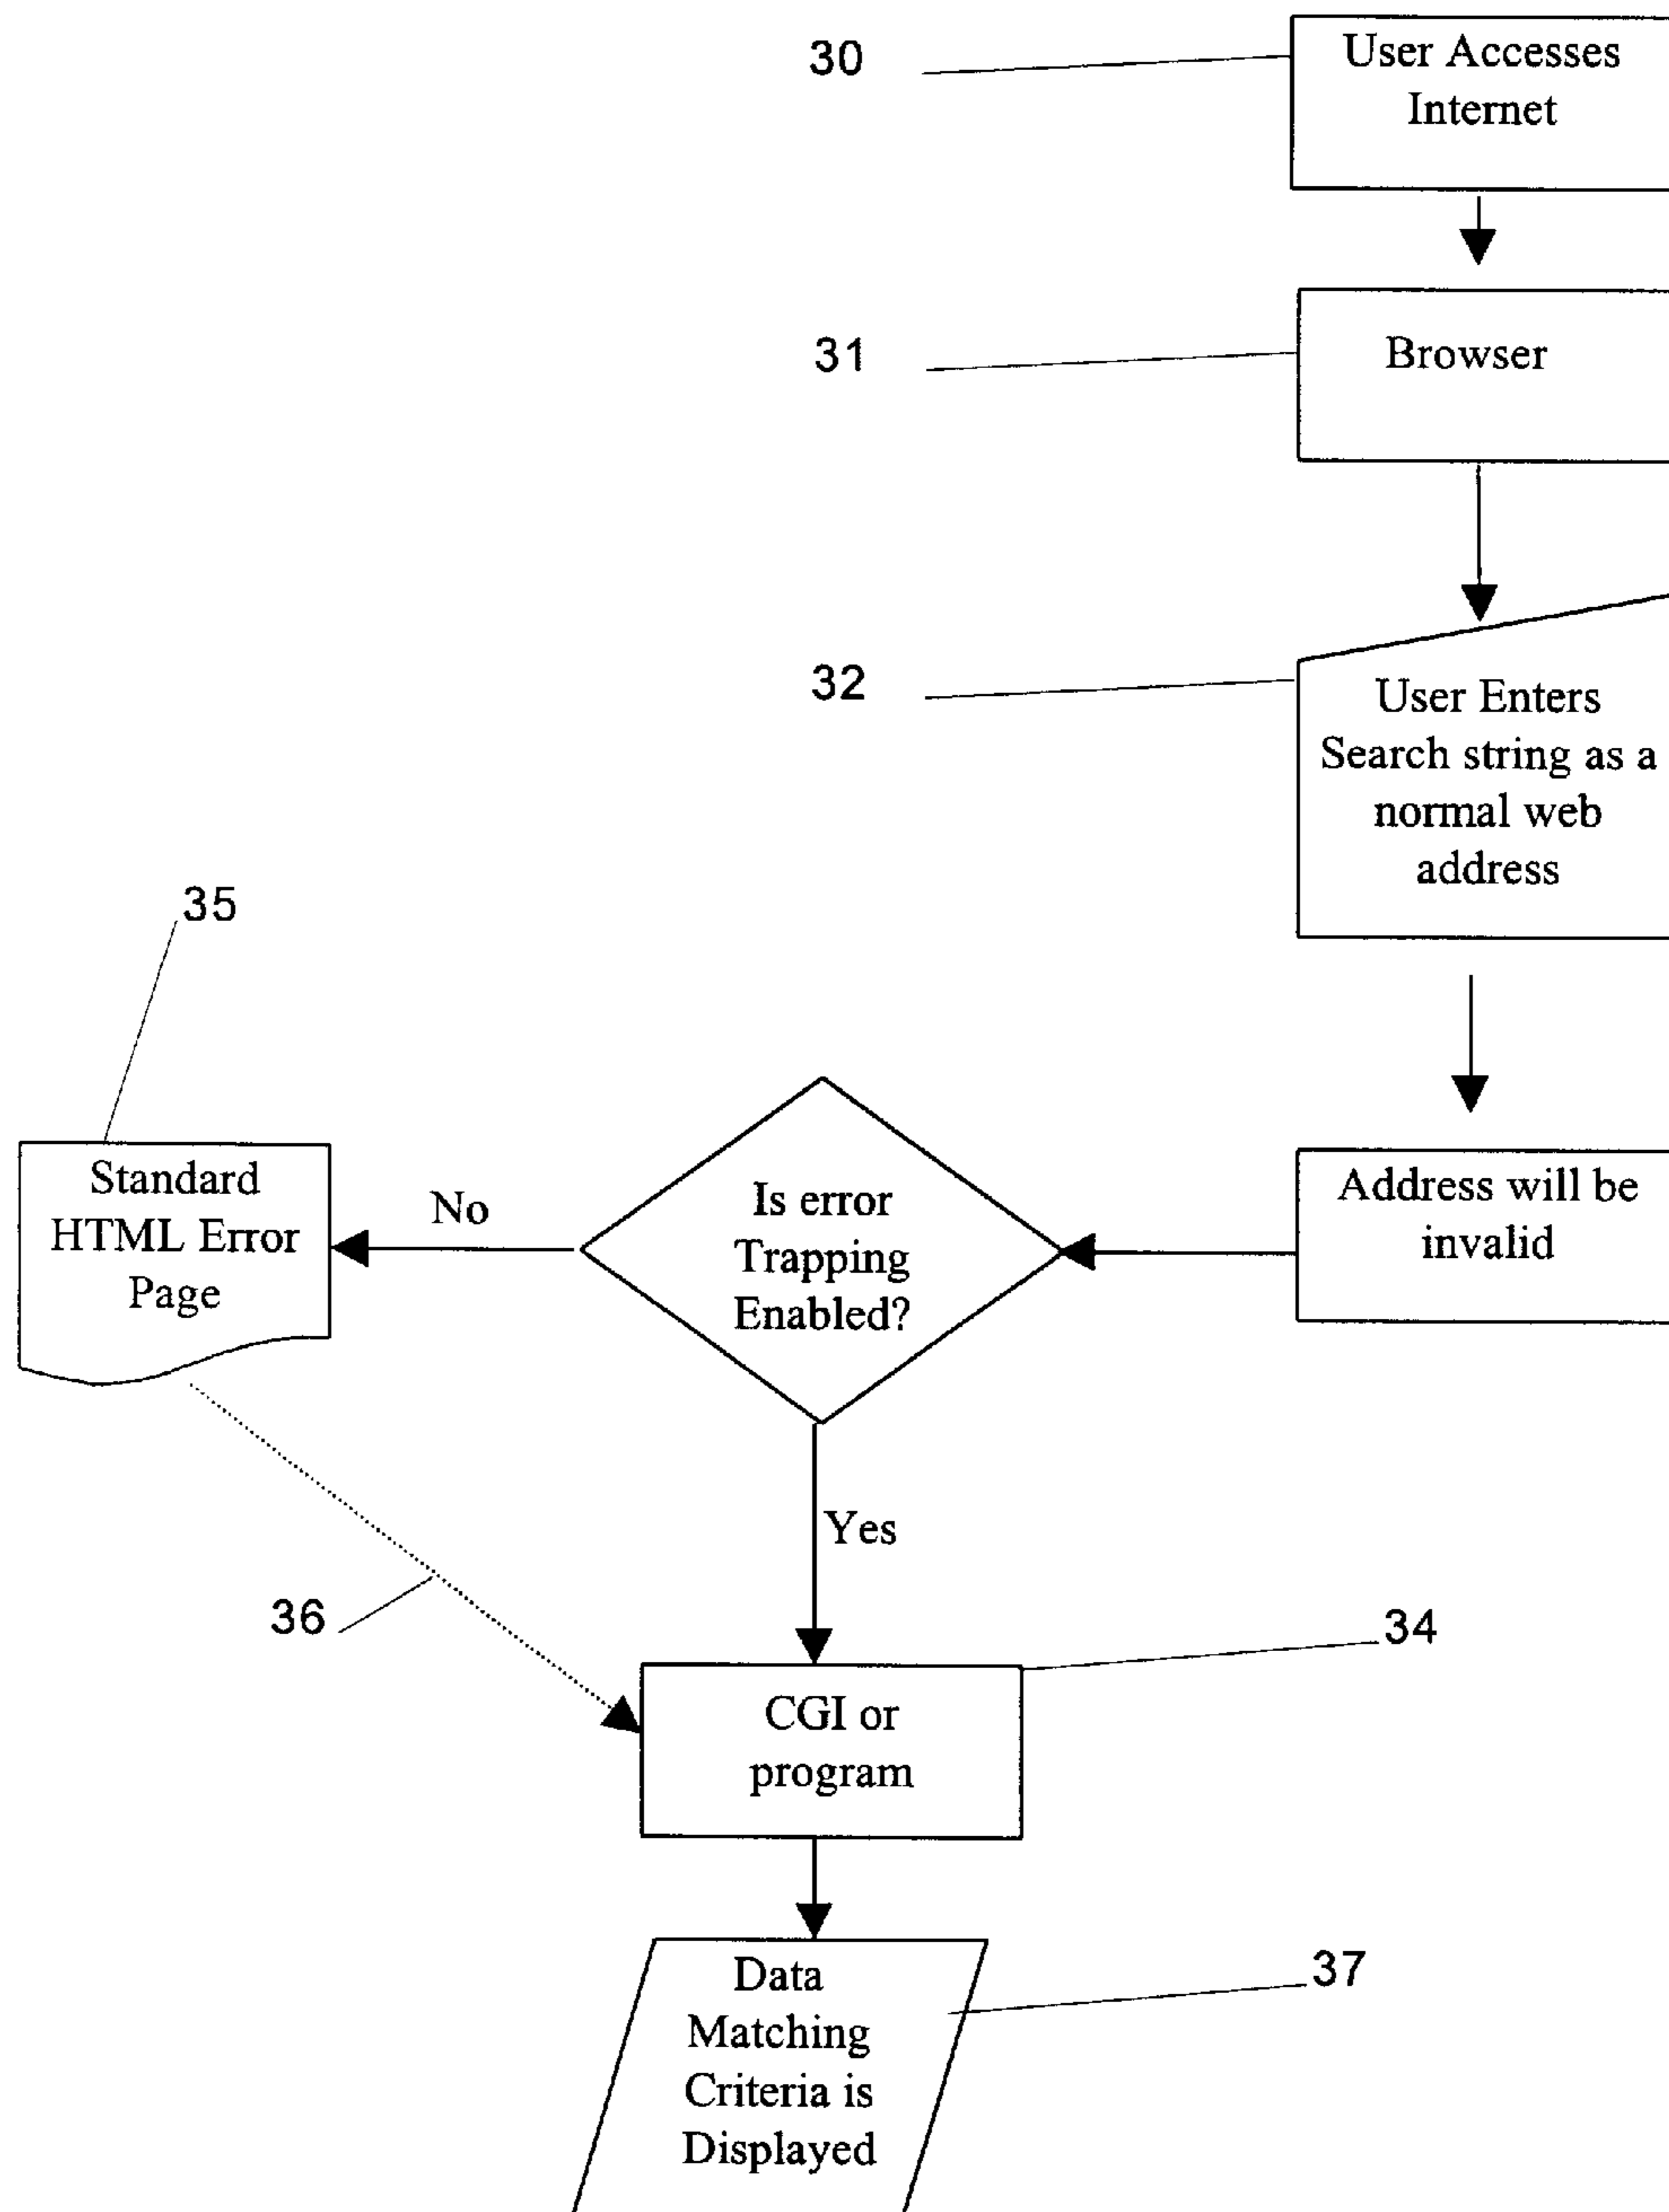 30
User Accesses
Internet
31
Browser
32
User Enters
Search string as a
normal web
address
35
Standard
HTML Error
Page
No
Is error
Trapping
Enabled?
Address will be
invalid
Yes
36
34
CGI or
program
37
Data
Matching
Criteria is
Displayed